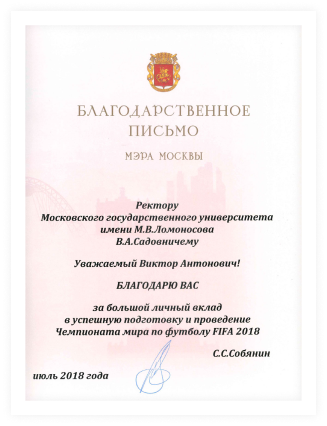 БЛАГОДАРСТВЕННОЕ
ПИСЬМО
МЭРА МОСКВЫ
Ректору
Московского государственного университета
имени М.В.Ломоносова
В.А.Садовничему
Уважаемый Виктор Антонович!
БЛАГОДАРЮ ВАС
за большой личный вклад
в успешную подготовку и проведение
Чемпионата мира по футболу FIFA 2018
С.С.Собянин
июль 2018 года